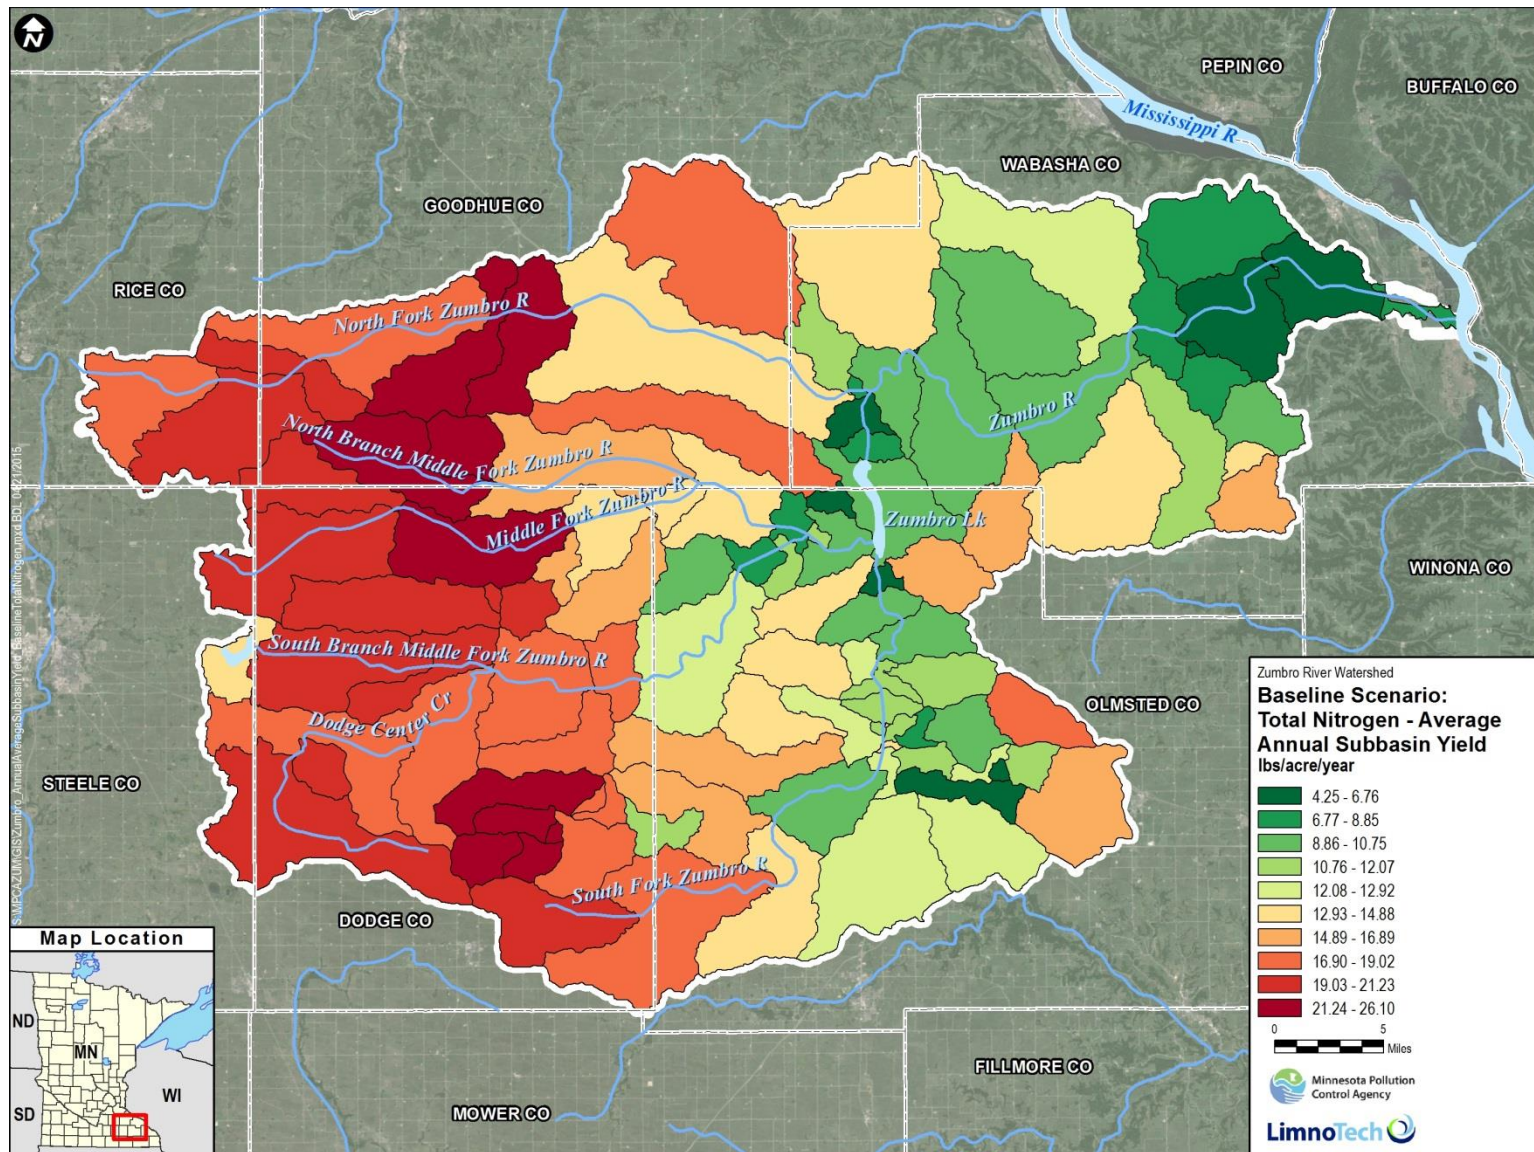 N
PEPIN CO
BUFFALO CO
Mississippi R
WABASHA CO
GOODHUE CO
RICE CO
North Fork Zumbro R
Zumbro R
North Branch Middle Fork Zumbro R
Middle Fork Zumbro R
Zumbro Lk
WINONA CO
South Branch Middle Fork Zumbro R
Dodge Center Cr
OLMSTED CO
STEELE CO
South Fork Zumbro R
DODGE CO
FILLMORE CO
MOWER CO
Map Location
ND
MN
WI
SD
Zumbro River Watershed
Baseline Scenario:
Total Nitrogen - Average
Annual Subbasin Yield
lbs/acre/year
4.25 - 6.76
6.77 - 8.85
8.86 - 10.75
10.76 - 12.07
12.08 - 12.92
12.93 - 14.88
14.89 - 16.89
16.90 - 19.02
19.03 - 21.23
21.24 - 26.10
0 5
Miles
Minnesota Pollution
Control Agency
LimnoTech